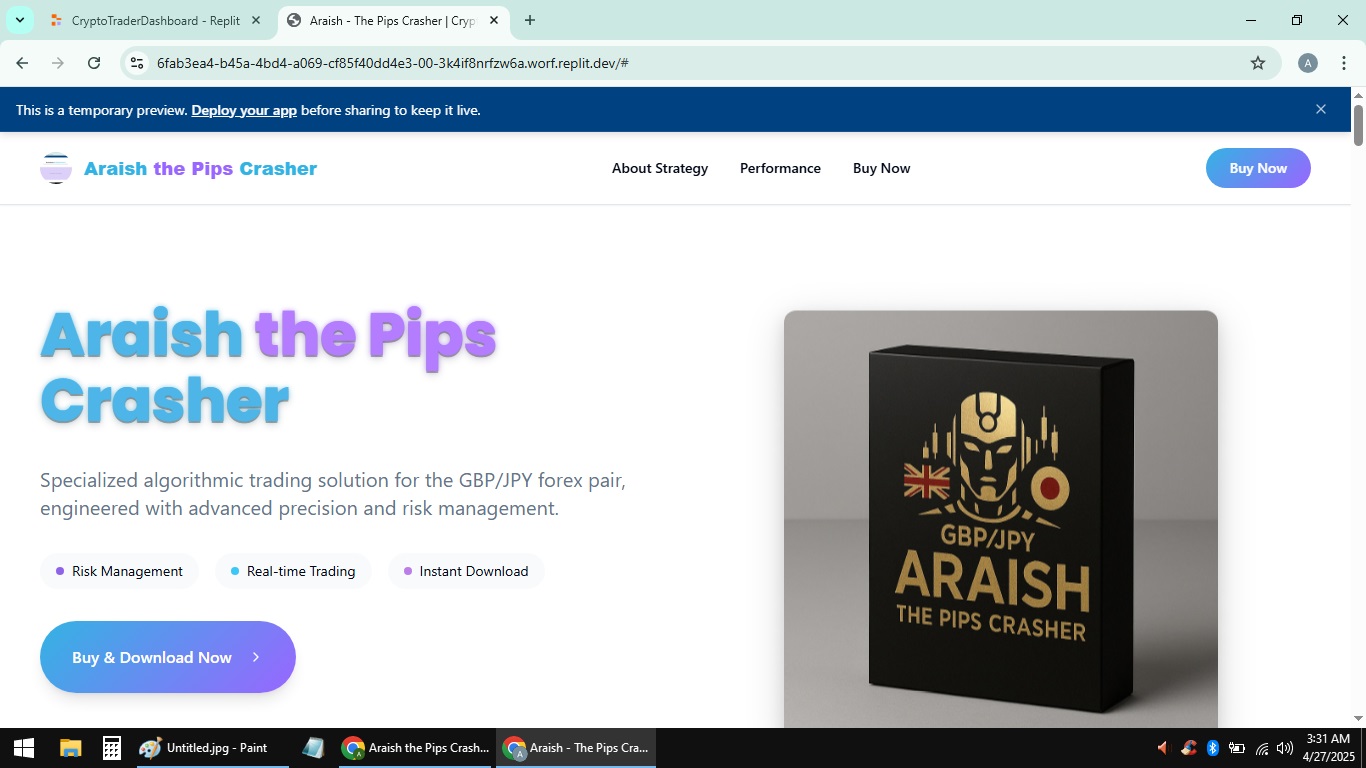 CryptoTraderDashboard - Replit
Araish - The Pips Crasher | Cryp
6fab3ea4-b45a-4bd4-a069-cf85f40dd4e3-00-3k4if8nrfzw6a.worf.replit.dev/#
A
This is a temporary preview. Deploy your app before sharing to keep it live.
Araish the Pips Crasher
About Strategy
Performance
Buy Now
Buy Now
Araish the Pips
Crasher
Specialized algorithmic trading solution for the GBP/JPY forex pair,
engineered with advanced precision and risk management.
Risk Management
Real-time Trading
Instant Download
Buy & Download Now
GBP/JPY
ARAISH
THE PIPS CRASHER
Untitled.jpg - Paint
Araish the Pips Crash...
Araish - The Pips Cra...
3:31 AM
4/27/2025